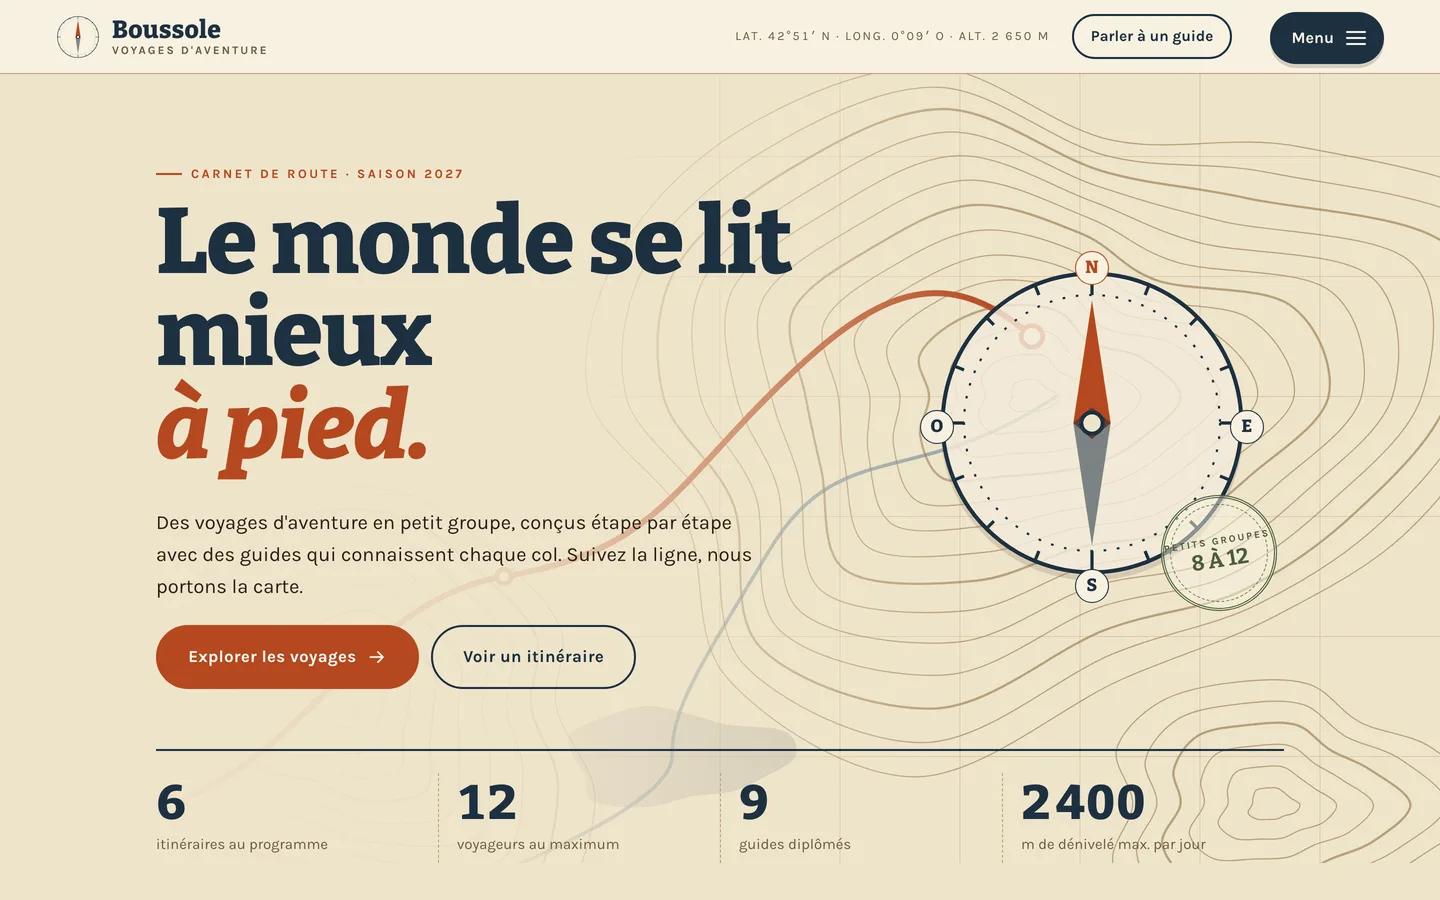 Boussole
VOYAGES D'AVENTURE
LAT. 42°51′ N · LONG. 0°09′ O · ALT. 2 650 M
Parler à un guide
Menu
CARNET DE ROUTE · SAISON 2027
Le monde se lit
mieux
à pied.
Des voyages d'aventure en petit groupe, conçus étape par étape
avec des guides qui connaissent chaque col. Suivez la ligne, nous
portons la carte.
Explorer les voyages
Voir un itinéraire
N
O
E
S
PETITS GROUPES
8 À 12
6
itinéraires au programme
12
voyageurs au maximum
9
guides diplômés
2 400
m de dénivelé max. par jour